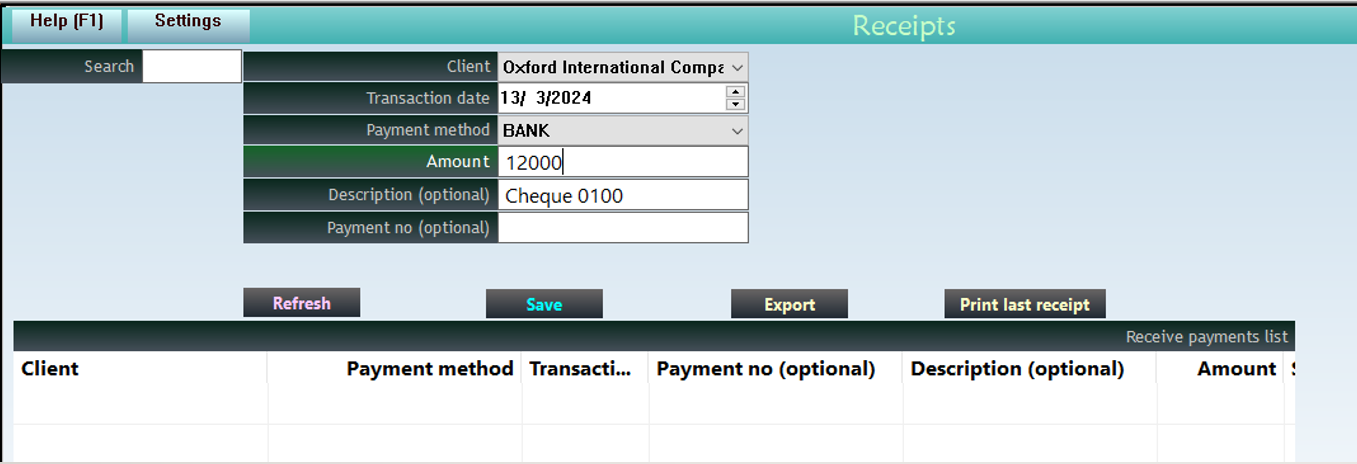 Help (F1) Settings Receipts
Search
Client Oxford International Compa
Transaction date 13/ 3/2024
Payment method BANK
Amount 12000
Description (optional) Cheque 0100
Payment no (optional)
Refresh Save Export Print last receipt
Receive payments list
Client Payment method Transacti... Payment no (optional) Description (optional) Amount